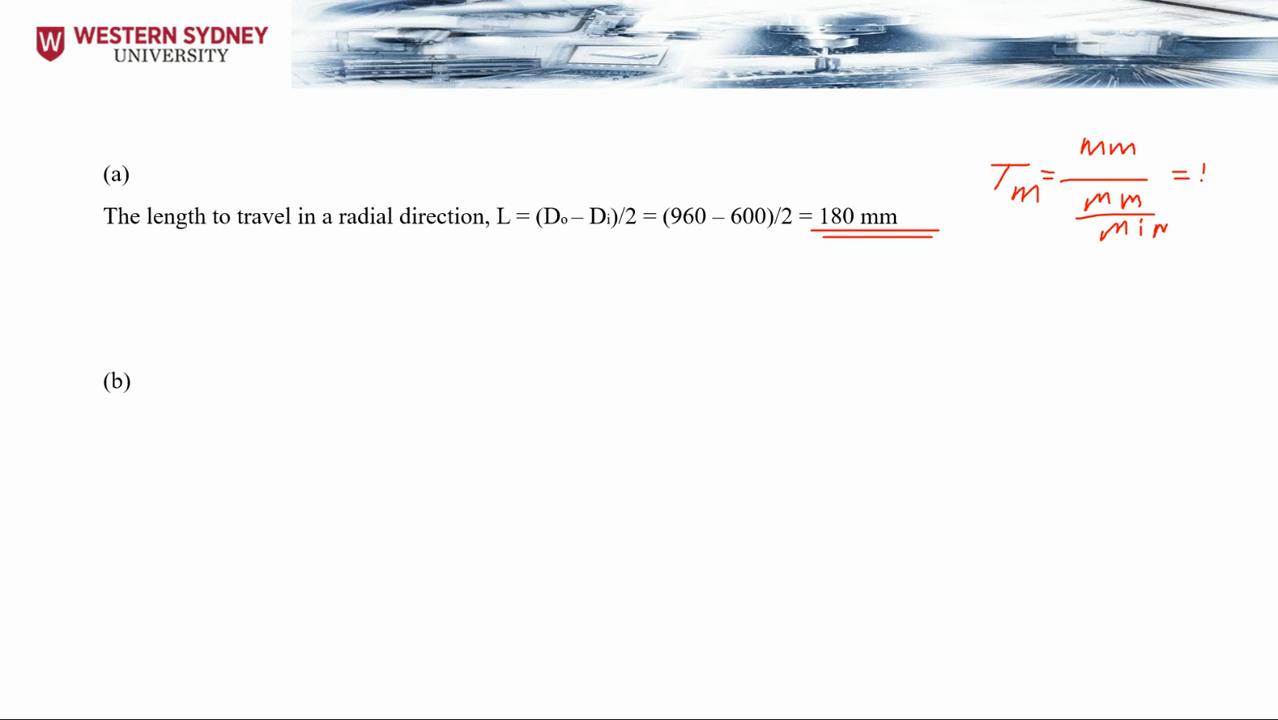 WESTERN SYDNEY
UNIVERSITY
(a)
The length to travel in a radial direction, L = (Dₒ – Dᵢ)/2 = (960 – 600)/2 = 180 mm
Tm = mm / mm / min =
(b)